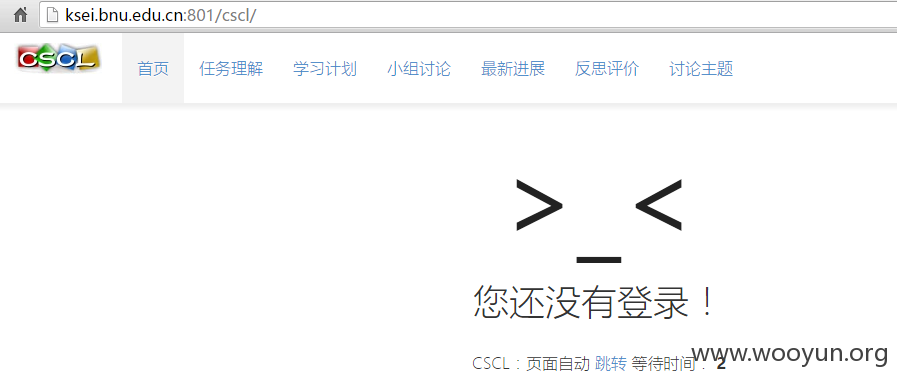 ksei.bnu.edu.cn:801/cscl/
CSCL 首页 任务理解 学习计划 小组讨论 最新进展 反思评价 讨论主题
>_<
您还没有登录！
CSCL：页面自动 跳转 等待时间： 2
www.wooyun.org